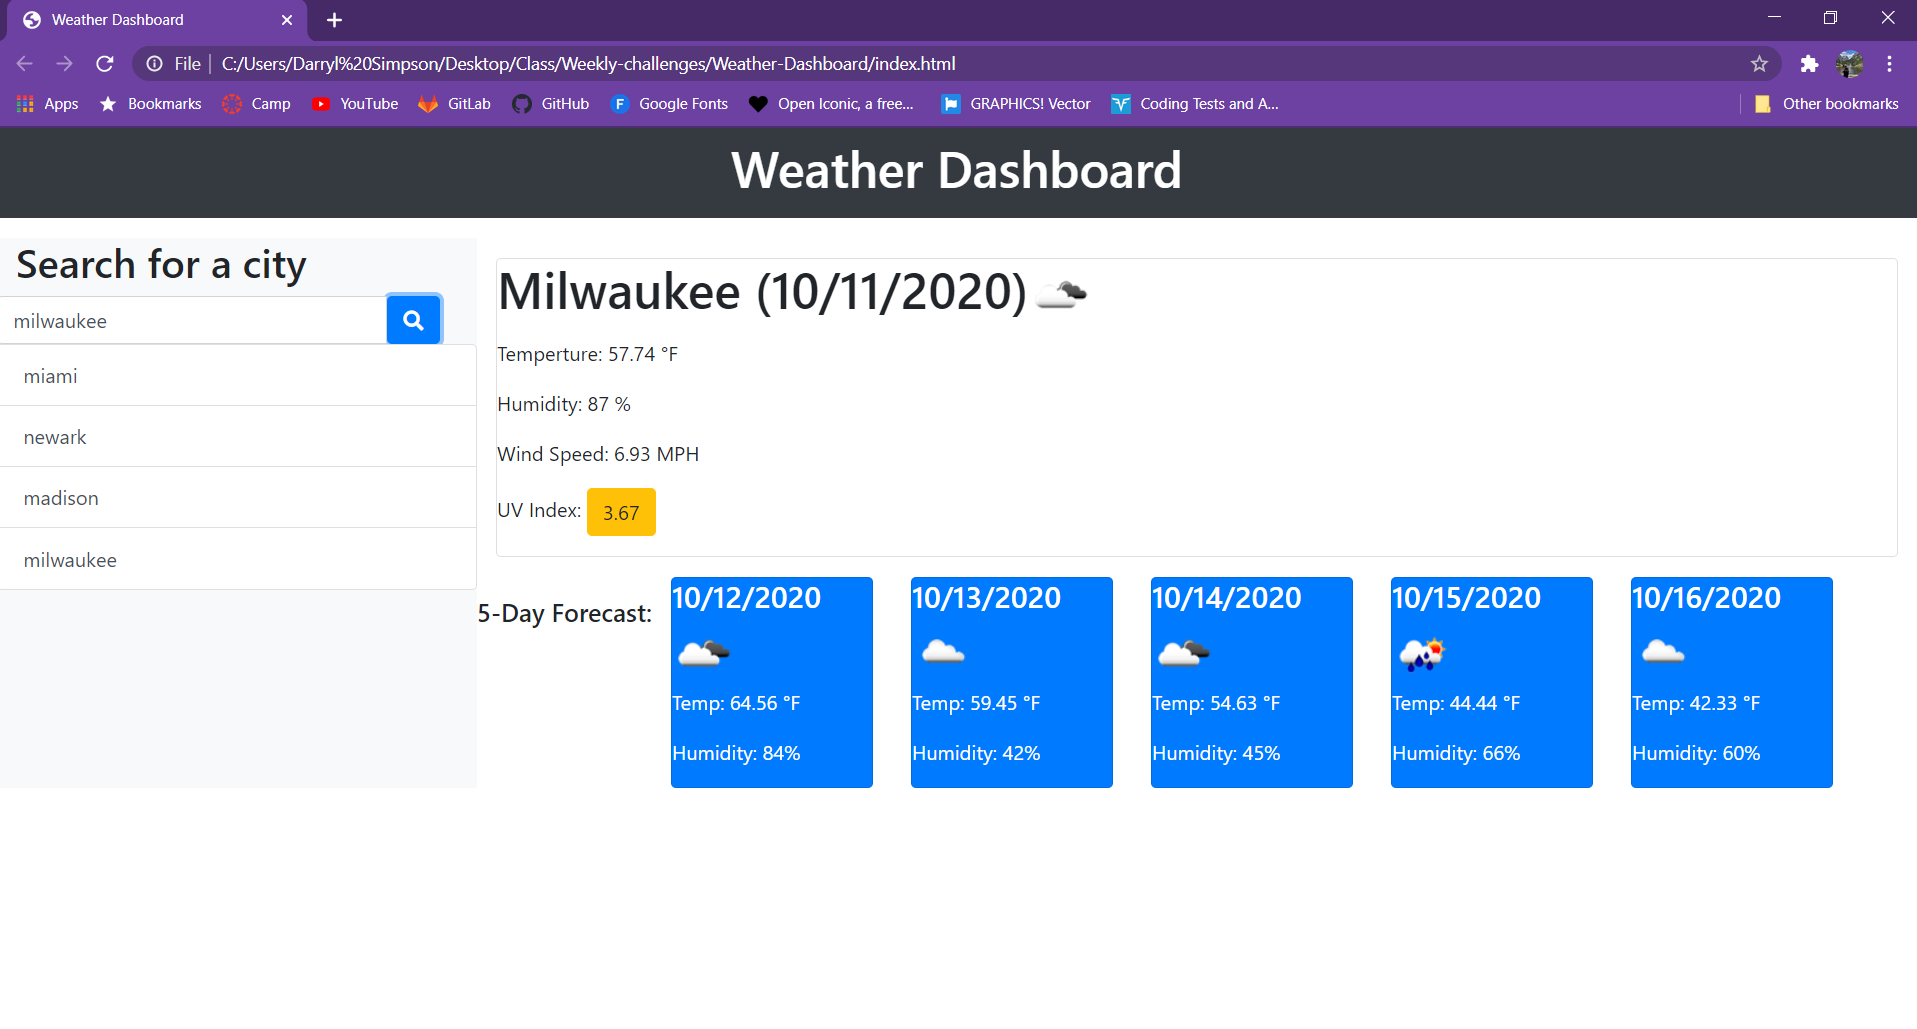 Weather Dashboard
File | C:/Users/Darryl%20Simpson/Desktop/Class/Weekly-challenges/Weather-Dashboard/index.html
Apps Bookmarks Camp YouTube GitLab GitHub Google Fonts Open Iconic, a free... GRAPHICS! Vector Coding Tests and A... Other bookmarks
Weather Dashboard
Search for a city
milwaukee
miami
newark
madison
milwaukee
Milwaukee (10/11/2020)
Temperture: 57.74 °F
Humidity: 87 %
Wind Speed: 6.93 MPH
UV Index: 3.67
5-Day Forecast:
10/12/2020
Temp: 64.56 °F
Humidity: 84%
10/13/2020
Temp: 59.45 °F
Humidity: 42%
10/14/2020
Temp: 54.63 °F
Humidity: 45%
10/15/2020
Temp: 44.44 °F
Humidity: 66%
10/16/2020
Temp: 42.33 °F
Humidity: 60%